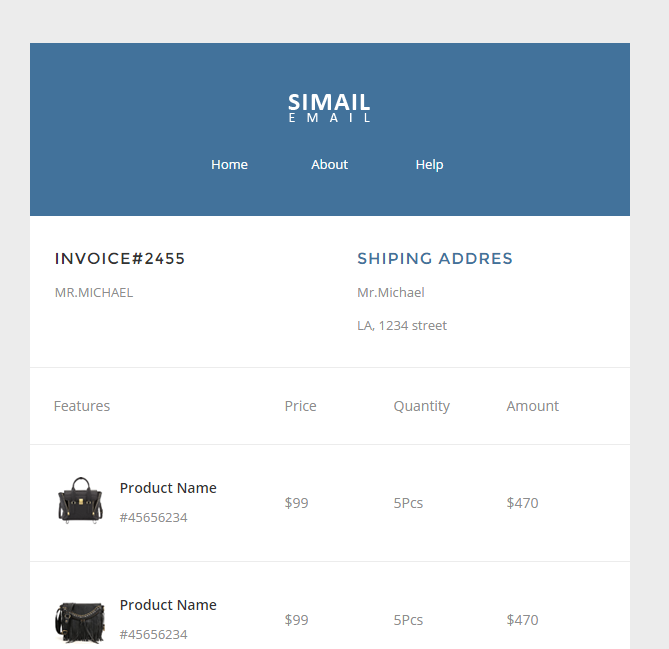 SIMAIL
EMAIL
Home About Help
INVOICE#2455
MR.MICHAEL
SHIPING ADDRES
Mr.Michael
LA, 1234 street
Features Price Quantity Amount
Product Name
#45656234
$99 5Pcs $470
Product Name
#45656234
$99 5Pcs $470